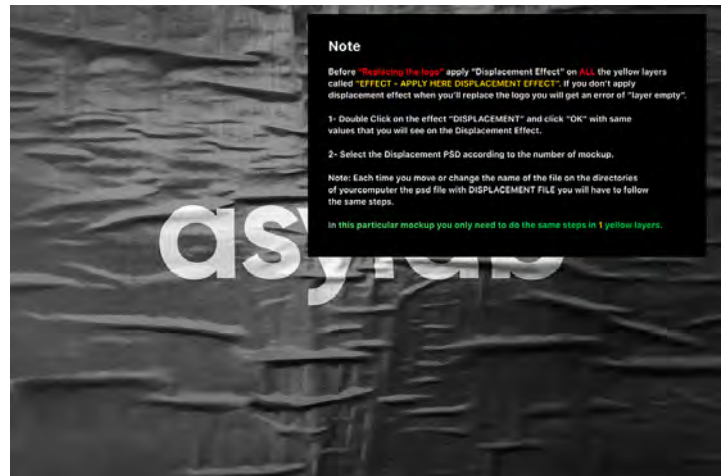 Note
Before "Replacing the logo" apply "Displacement Effect" on ALL the yellow layers
called "EFFECT - APPLY HERE DISPLACEMENT EFFECT". If you don't apply
displacement effect when you'll replace the logo you will get an error of "layer empty".
1- Double Click on the effect "DISPLACEMENT" and click "OK" with same
values that you will see on the Displacement Effect.
2- Select the Displacement PSD according to the number of mockup.
Note: Each time you move or change the name of the file on the directories
of yourcomputer the psd file with DISPLACEMENT FILE you will have to follow
the same steps.
In this particular mockup you only need to do the same steps in 1 yellow layers.
asylab